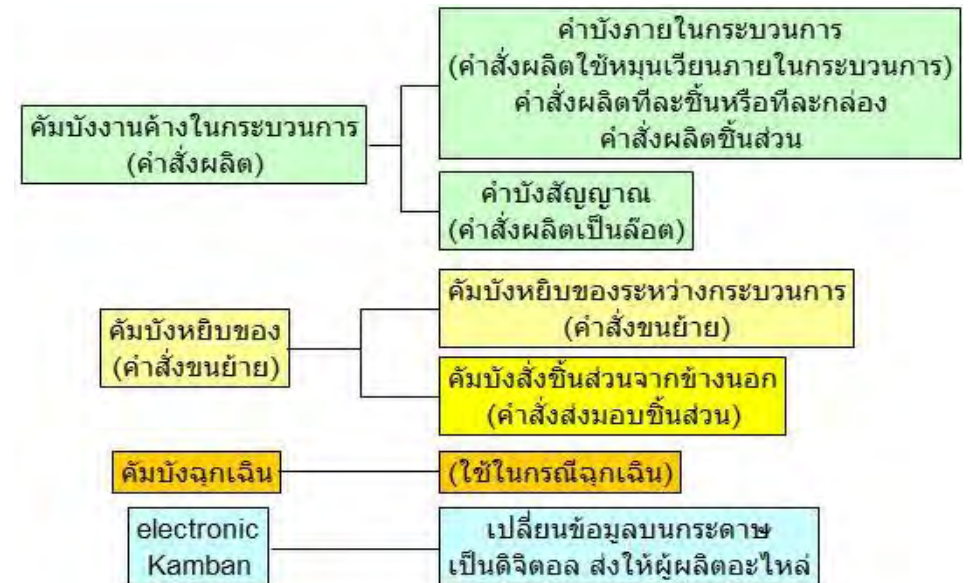 คัมบังงานค้างในกระบวนการ
(คำสั่งผลิต)
คำบังภายในกระบวนการ
(คำสั่งผลิตใช้หมุนเวียนภายในกระบวนการ)
คำสั่งผลิตทีละชิ้นหรือทีละกล่อง
คำสั่งผลิตชิ้นส่วน
คำบังสัญญาณ
(คำสั่งผลิตเป็นล๊อต)
คัมบังหยิบของ
(คำสั่งขนย้าย)
คัมบังหยิบของระหว่างกระบวนการ
(คำสั่งขนย้าย)
คัมบังสั่งชิ้นส่วนจากข้างนอก
(คำสั่งส่งมอบชิ้นส่วน)
คัมบังฉุกเฉิน
(ใช้ในกรณีฉุกเฉิน)
electronic
Kamban
เปลี่ยนข้อมูลบนกระดาษ
เป็นดิจิตอล ส่งให้ผู้ผลิตอะไหล่